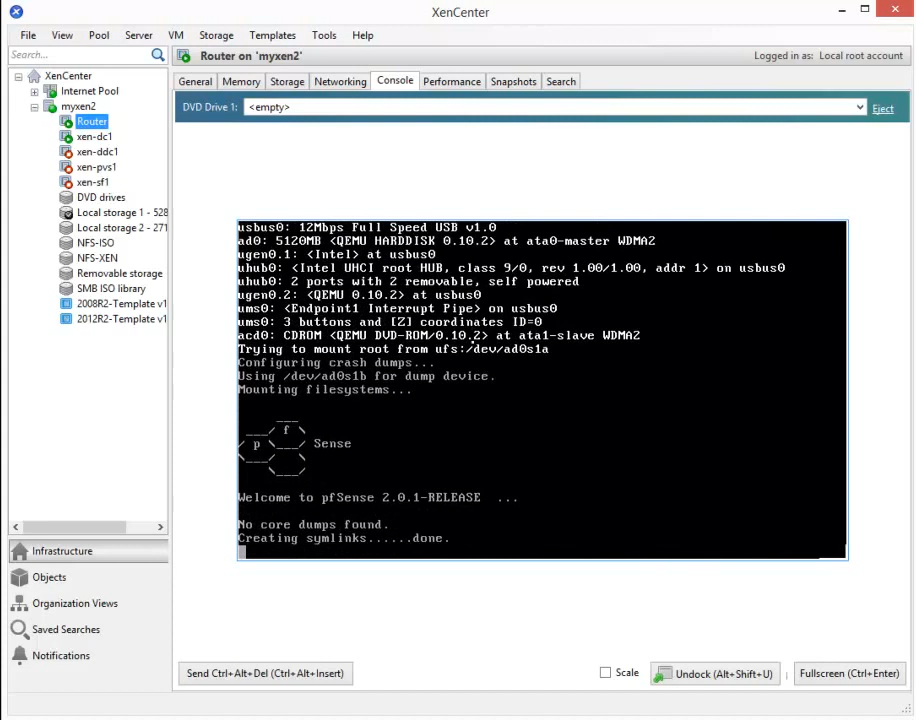 XenCenter
File View Pool Server VM Storage Templates Tools Help
Search...
Router on 'myxen2'
Logged in as: Local root account
XenCenter
Internet Pool
myxen2
Router
xen-dc1
xen-ddc1
xen-pvs1
xen-sf1
DVD drives
Local storage 1 - 528
Local storage 2 - 271
NFS-ISO
NFS-XEN
Removable storage
SMB ISO library
2008R2-Template v1
2012R2-Template v1
General Memory Storage Networking Console Performance Snapshots Search
DVD Drive 1: <empty> Eject
usbus0: 12Mbps Full Speed USB v1.0
ad0: 5120MB <QEMU HARDDISK 0.10.2> at ata0-master WDMA2
ugen0.1: <Intel> at usbus0
uhub0: <Intel UHCI root HUB, class 9/0, rev 1.00/1.00, addr 1> on usbus0
uhub0: 2 ports with 2 removable, self powered
ugen0.2: <QEMU 0.10.2> at usbus0
ums0: <Endpoint1 Interrupt Pipe> on usbus0
ums0: 3 buttons and [Z] coordinates ID=0
acd0: CDROM <QEMU DVD-ROM/0.10.2> at ata1-slave WDMA2
Trying to mount root from ufs:/dev/ad0s1a
Configuring crash dumps...
Using /dev/ad0s1b for dump device.
Mounting filesystems...
f
p Sense
Welcome to pfSense 2.0.1-RELEASE ...
No core dumps found.
Creating symlinks......done.
Infrastructure
Objects
Organization Views
Saved Searches
Notifications
Send Ctrl+Alt+Del (Ctrl+Alt+Insert)
Scale
Undock (Alt+Shift+U)
Fullscreen (Ctrl+Enter)